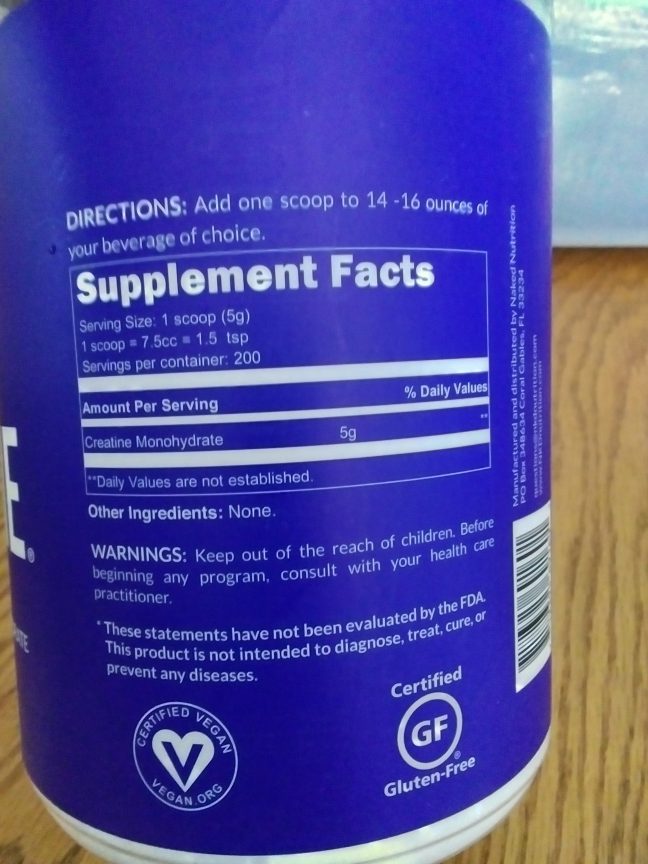 DIRECTIONS: Add one scoop to 14 -16 ounces of
your beverage of choice.
Supplement Facts
Serving Size: 1 scoop (5g)
1 scoop = 7.5cc = 1.5 tsp
Servings per container: 200
Amount Per Serving % Daily Values
**
Creatine Monohydrate 5g
**Daily Values are not established.
Other Ingredients: None.
WARNINGS: Keep out of the reach of children. Before
beginning any program, consult with your health care
practitioner.
*These statements have not been evaluated by the FDA.
This product is not intended to diagnose, treat, cure, or
prevent any diseases.
CERTIFIED VEGAN
VEGAN.ORG
Certified
GF®
Gluten-Free
E®
Manufactured and distributed by Naked Nutrition
PO Box 348634 Coral Gables, FL 33234